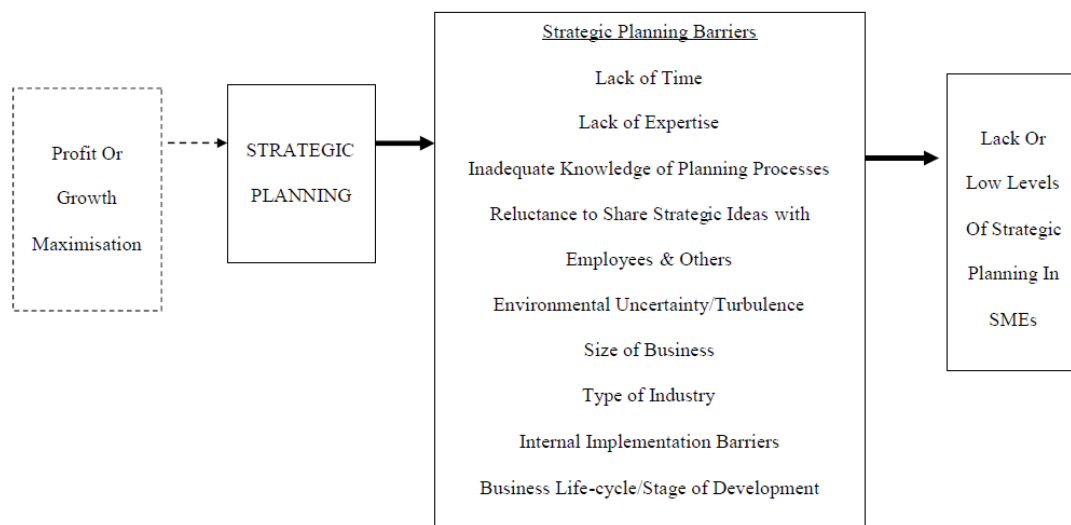 Profit Or
Growth
Maximisation
STRATEGIC
PLANNING
Strategic Planning Barriers
Lack of Time
Lack of Expertise
Inadequate Knowledge of Planning Processes
Reluctance to Share Strategic Ideas with
Employees & Others
Environmental Uncertainty/Turbulence
Size of Business
Type of Industry
Internal Implementation Barriers
Business Life-cycle/Stage of Development
Lack Or
Low Levels
Of Strategic
Planning In
SMEs